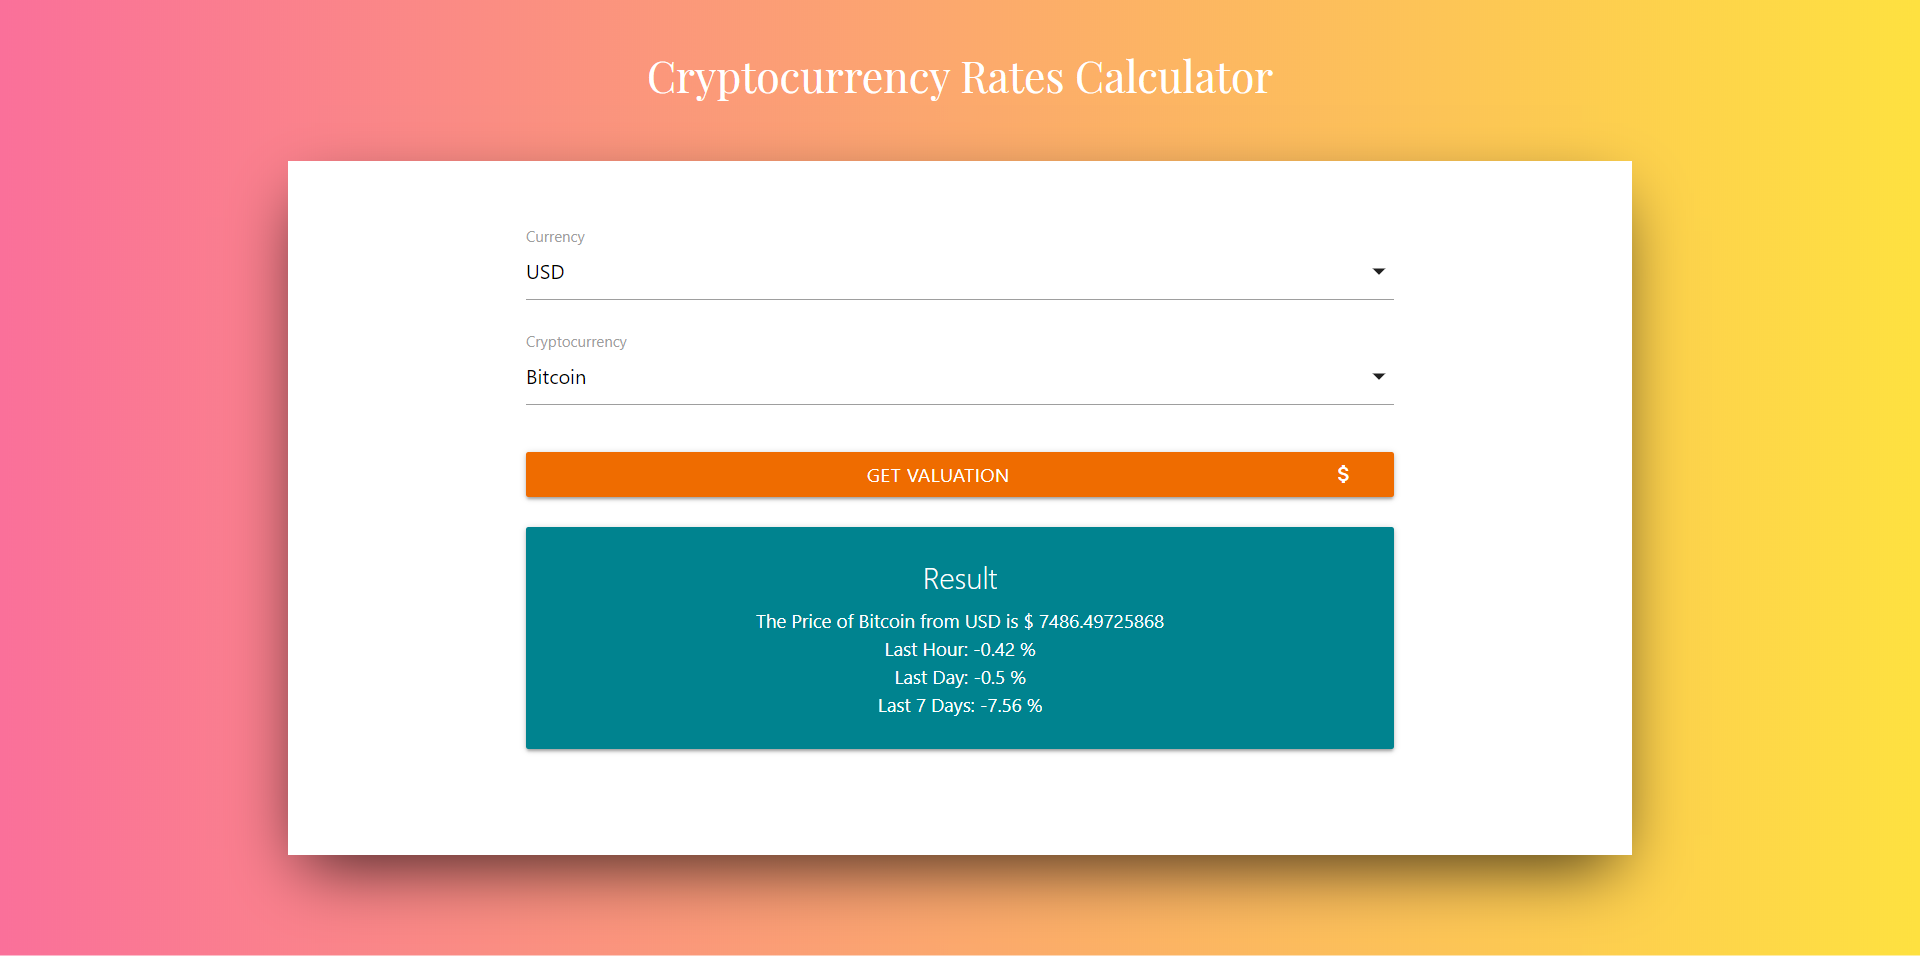 Cryptocurrency Rates Calculator
Currency
USD
Cryptocurrency
Bitcoin
GET VALUATION $
Result
The Price of Bitcoin from USD is $ 7486.49725868
Last Hour: -0.42 %
Last Day: -0.5 %
Last 7 Days: -7.56 %